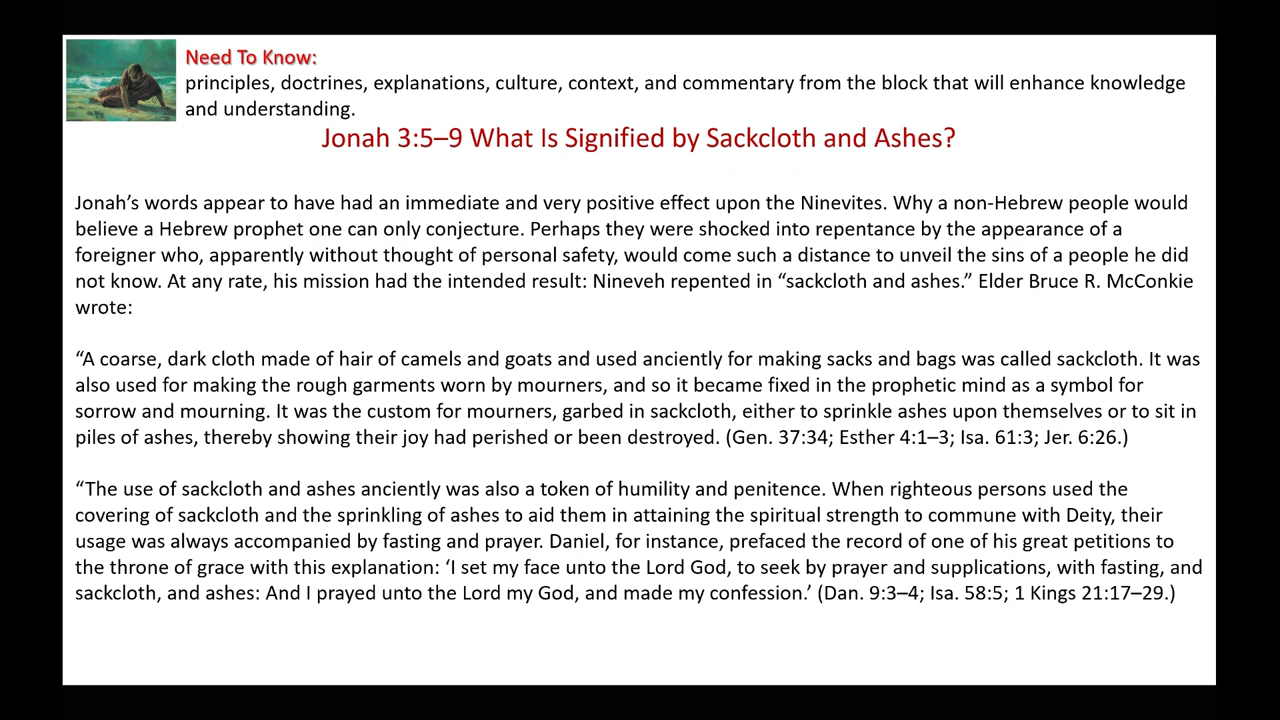 Need To Know:
principles, doctrines, explanations, culture, context, and commentary from the block that will enhance knowledge
and understanding.
Jonah 3:5–9 What Is Signified by Sackcloth and Ashes?
Jonah’s words appear to have had an immediate and very positive effect upon the Ninevites. Why a non-Hebrew people would
believe a Hebrew prophet one can only conjecture. Perhaps they were shocked into repentance by the appearance of a
foreigner who, apparently without thought of personal safety, would come such a distance to unveil the sins of a people he did
not know. At any rate, his mission had the intended result: Nineveh repented in “sackcloth and ashes.” Elder Bruce R. McConkie
wrote:
“A coarse, dark cloth made of hair of camels and goats and used anciently for making sacks and bags was called sackcloth. It was
also used for making the rough garments worn by mourners, and so it became fixed in the prophetic mind as a symbol for
sorrow and mourning. It was the custom for mourners, garbed in sackcloth, either to sprinkle ashes upon themselves or to sit in
piles of ashes, thereby showing their joy had perished or been destroyed. (Gen. 37:34; Esther 4:1–3; Isa. 61:3; Jer. 6:26.)
“The use of sackcloth and ashes anciently was also a token of humility and penitence. When righteous persons used the
covering of sackcloth and the sprinkling of ashes to aid them in attaining the spiritual strength to commune with Deity, their
usage was always accompanied by fasting and prayer. Daniel, for instance, prefaced the record of one of his great petitions to
the throne of grace with this explanation: ‘I set my face unto the Lord God, to seek by prayer and supplications, with fasting, and
sackcloth, and ashes: And I prayed unto the Lord my God, and made my confession.’ (Dan. 9:3–4; Isa. 58:5; 1 Kings 21:17–29.)